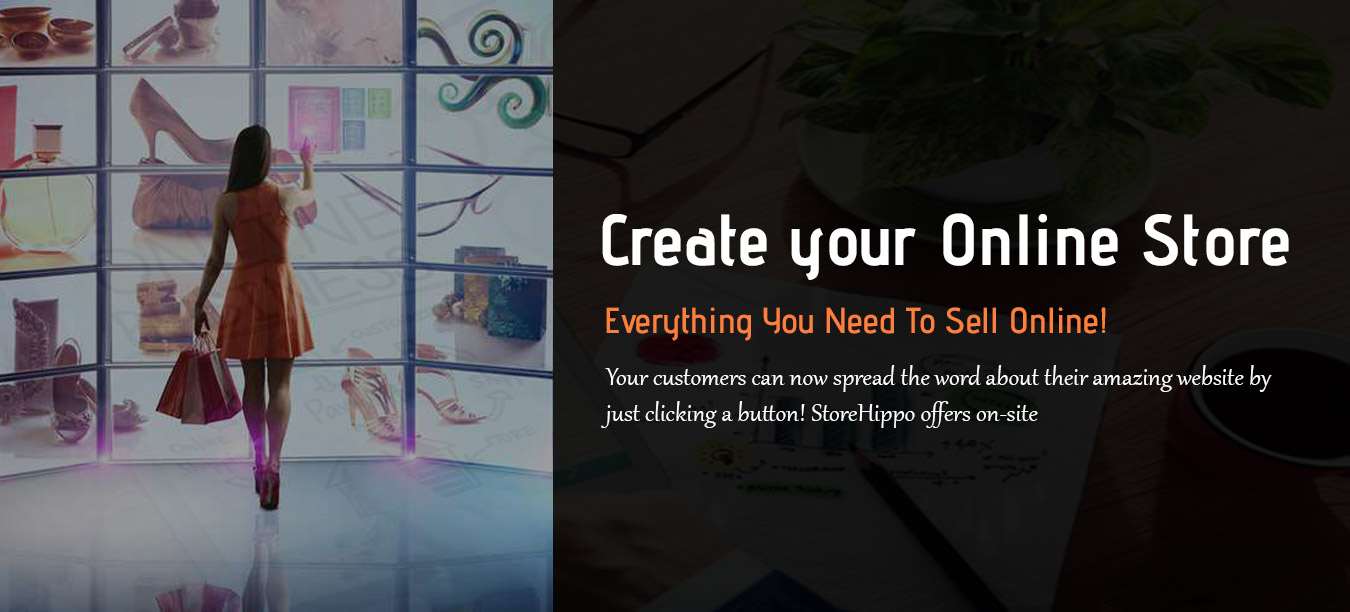 Create your Online Store
Everything You Need To Sell Online!
Your customers can now spread the word about their amazing website by
just clicking a button! StoreHippo offers on-site